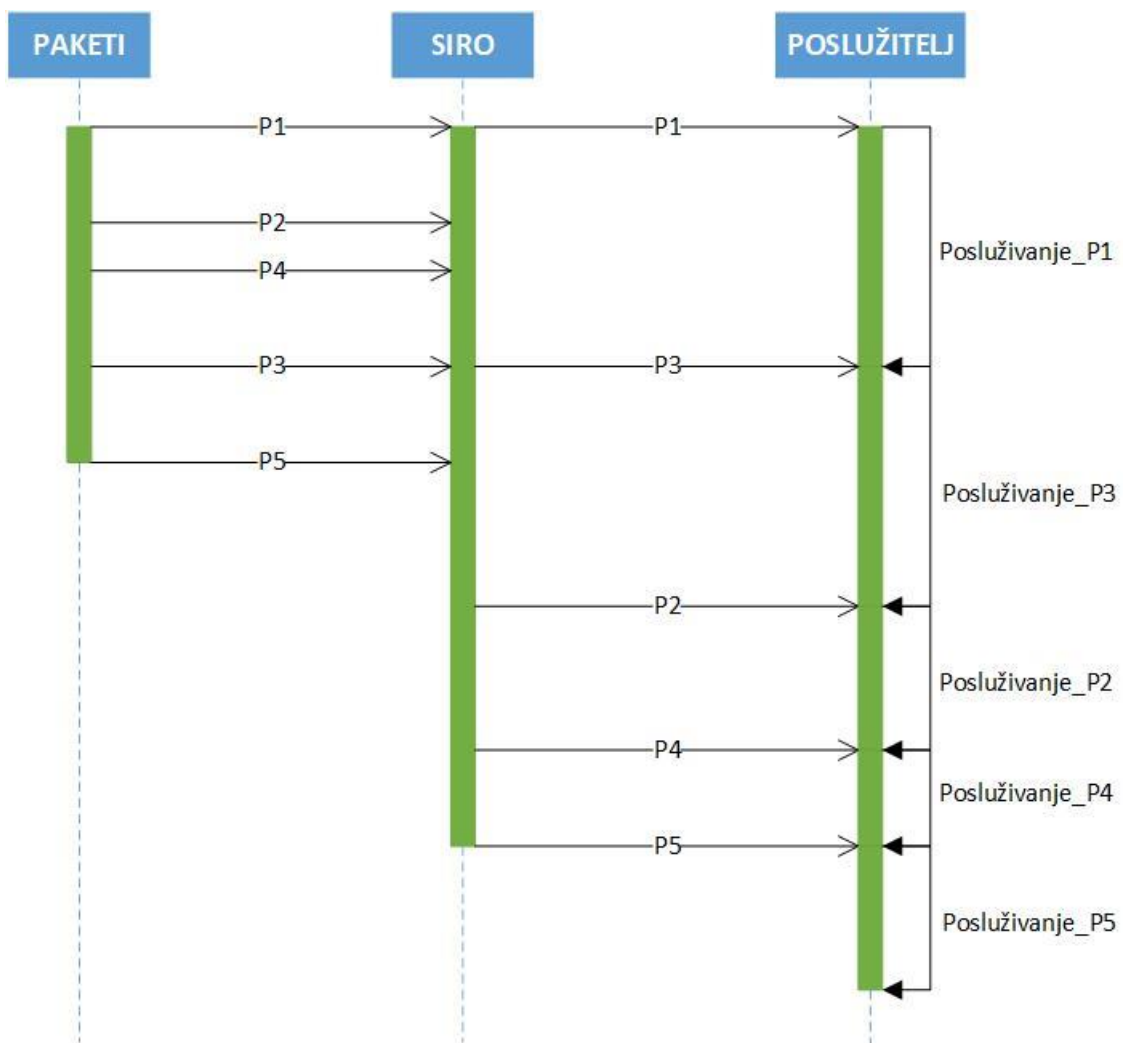 PAKETI
SIRO
POSLUŽITELJ
P1
P1
P2
Posluživanje_P1
P4
P3
P3
P5
Posluživanje_P3
P2
Posluživanje_P2
P4
Posluživanje_P4
P5
Posluživanje_P5